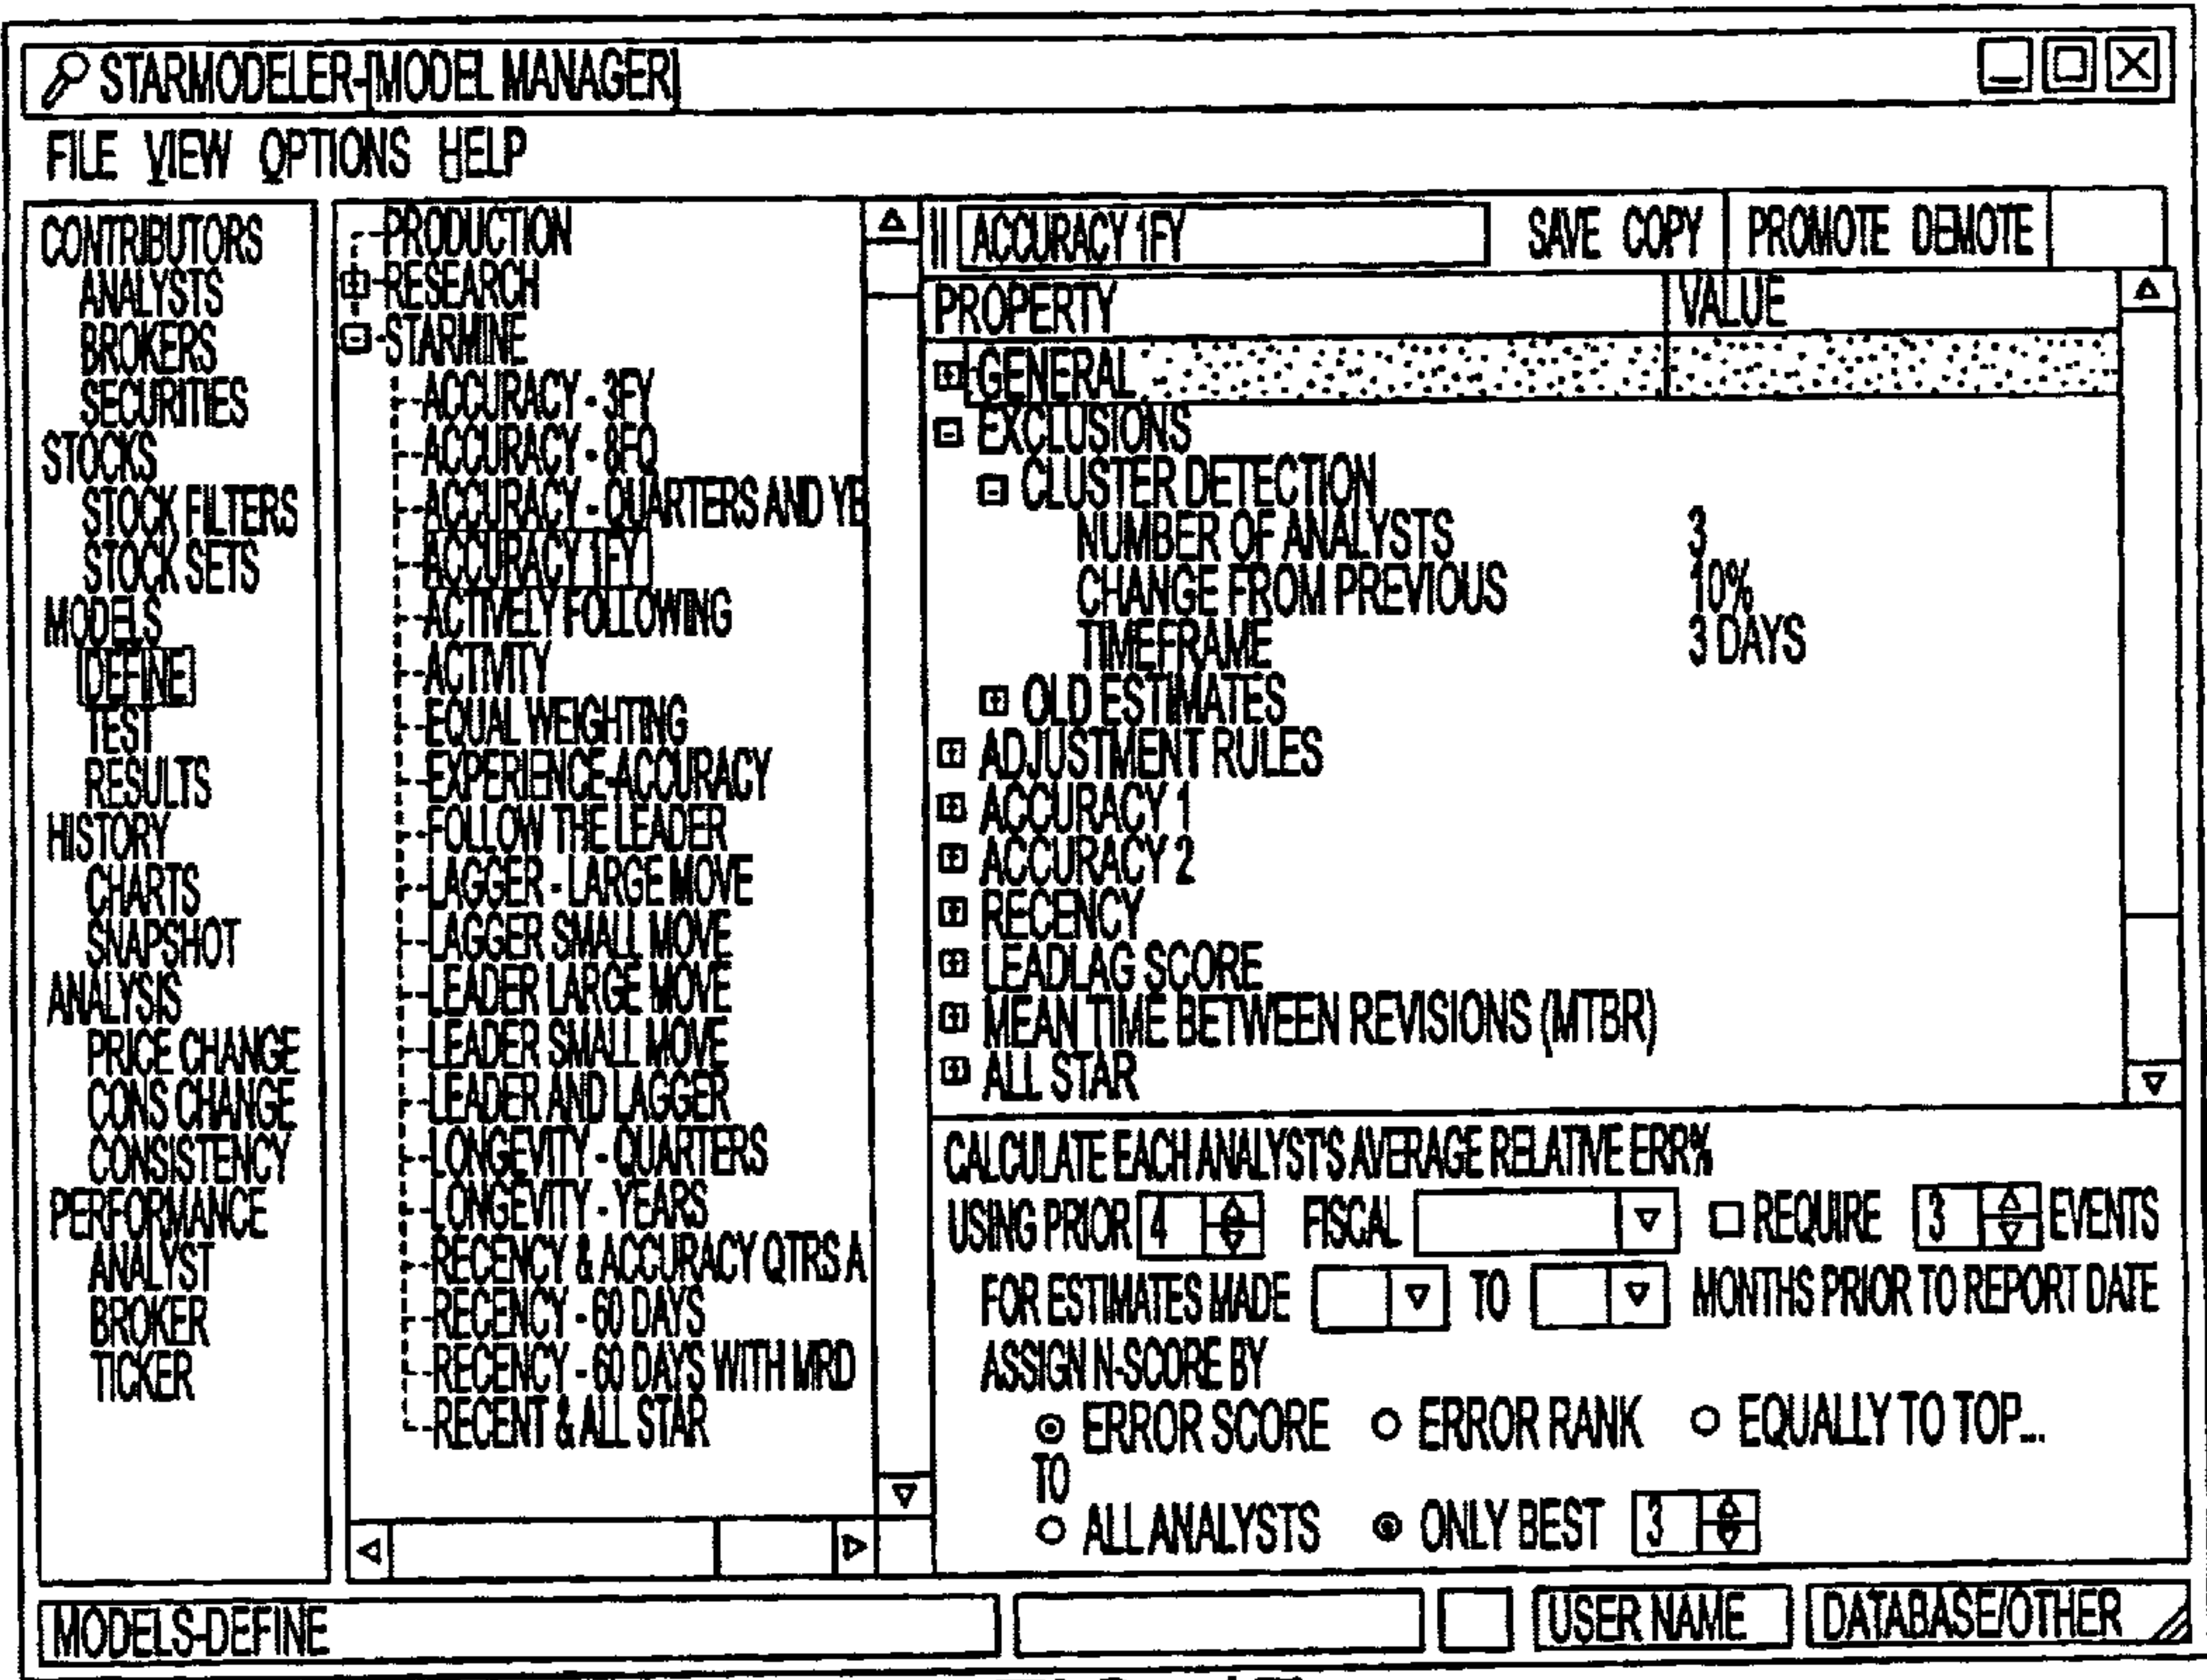 STARMODELER-[MODEL MANAGER]
FILE VIEW OPTIONS HELP
CONTRIBUTORS
ANALYSTS
BROKERS
SECURITIES
STOCKS
STOCK FILTERS
STOCK SETS
MODELS
DEFINE
TEST
RESULTS
HISTORY
CHARTS
SNAPSHOT
ANALYSIS
PRICE CHANGE
CONS CHANGE
CONSISTENCY
PERFORMANCE
ANALYST
BROKER
TICKER
PRODUCTION
RESEARCH
STARMINE
ACCURACY - 3FY
ACCURACY - 8FQ
ACCURACY - QUARTERS AND YE
ACCURACY 1FY
ACTIVELY FOLLOWING
ACTIVITY
EQUAL WEIGHTING
EXPERIENCE-ACCURACY
FOLLOW THE LEADER
LAGGER - LARGE MOVE
LAGGER SMALL MOVE
LEADER LARGE MOVE
LEADER SMALL MOVE
LEADER AND LAGGER
LONGEVITY - QUARTERS
LONGEVITY - YEARS
RECENCY & ACCURACY QTRS A
RECENCY - 60 DAYS
RECENCY - 60 DAYS WITH MRD
RECENT & ALL STAR
ACCURACY 1FY SAVE COPY PROMOTE DEMOTE
PROPERTY VALUE
GENERAL
EXCLUSIONS
CLUSTER DETECTION
NUMBER OF ANALYSTS 3
CHANGE FROM PREVIOUS 10%
TIMEFRAME 3 DAYS
OLD ESTIMATES
ADJUSTMENT RULES
ACCURACY 1
ACCURACY 2
RECENCY
LEADLAG SCORE
MEAN TIME BETWEEN REVISIONS (MTBR)
ALL STAR
CALCULATE EACH ANALYST'S AVERAGE RELATIVE ERR%
USING PRIOR 4 FISCAL REQUIRE 3 EVENTS
FOR ESTIMATES MADE TO MONTHS PRIOR TO REPORT DATE
ASSIGN N-SCORE BY
ERROR SCORE ERROR RANK EQUALLY TO TOP...
TO
ALL ANALYSTS ONLY BEST 3
MODELS-DEFINE USER NAME DATABASE/OTHER